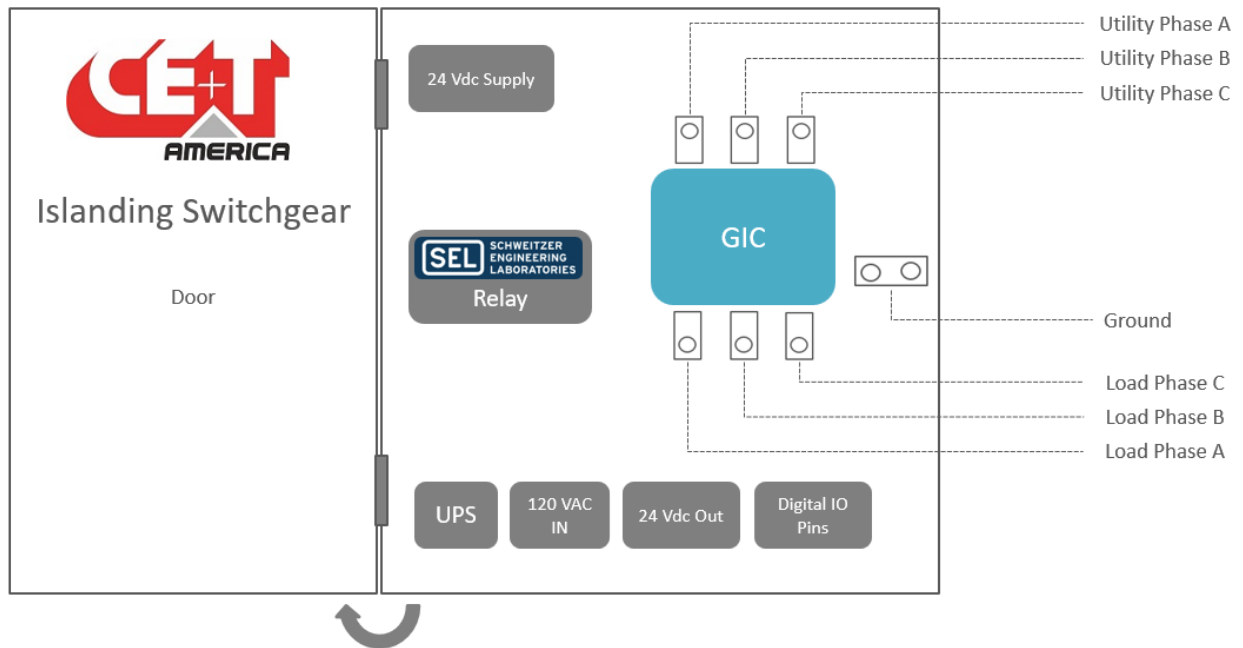 CE+T
AMERICA
Islanding Switchgear
Door
24 Vdc Supply
SEL
SCHWEITZER
ENGINEERING
LABORATORIES
Relay
GIC
UPS
120 VAC
IN
24 Vdc Out
Digital IO
Pins
Utility Phase A
Utility Phase B
Utility Phase C
Ground
Load Phase C
Load Phase B
Load Phase A